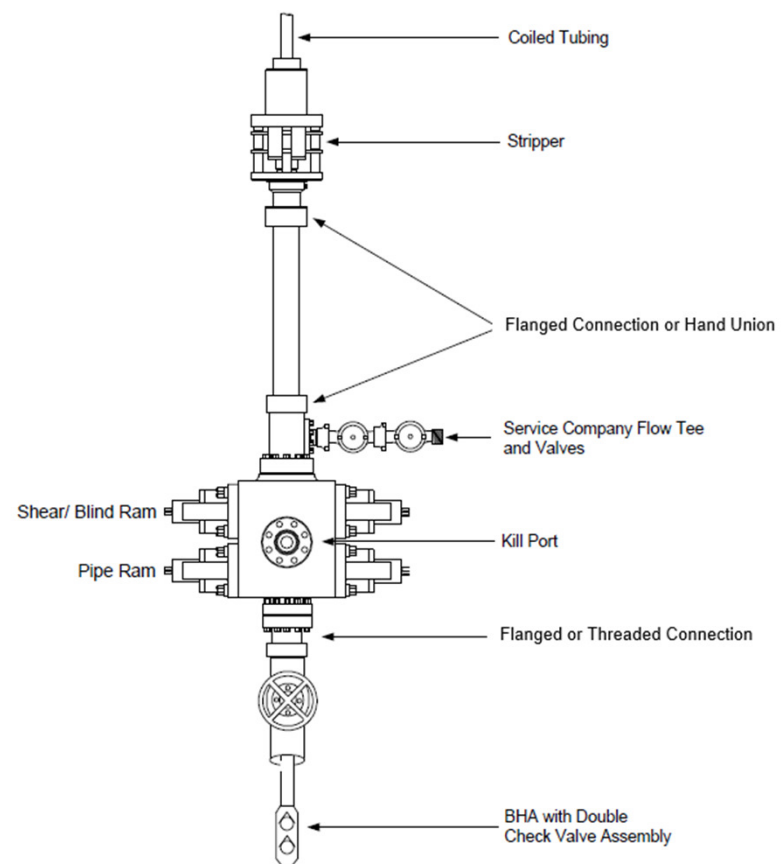 Coiled Tubing
Stripper
Flanged Connection or Hand Union
Service Company Flow Tee
and Valves
Shear/ Blind Ram
Kill Port
Pipe Ram
Flanged or Threaded Connection
BHA with Double
Check Valve Assembly